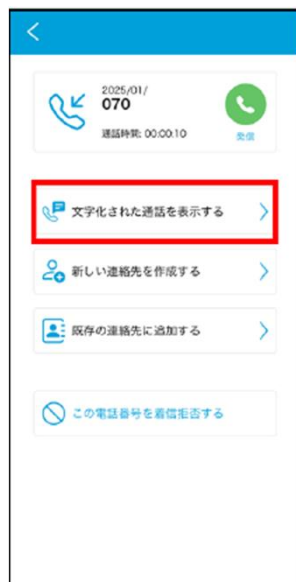 2025/01/
070
通話時間: 00:00:10
受信
文字化された通話を表示する
新しい連絡先を作成する
既存の連絡先に追加する
この電話番号を着信拒否する